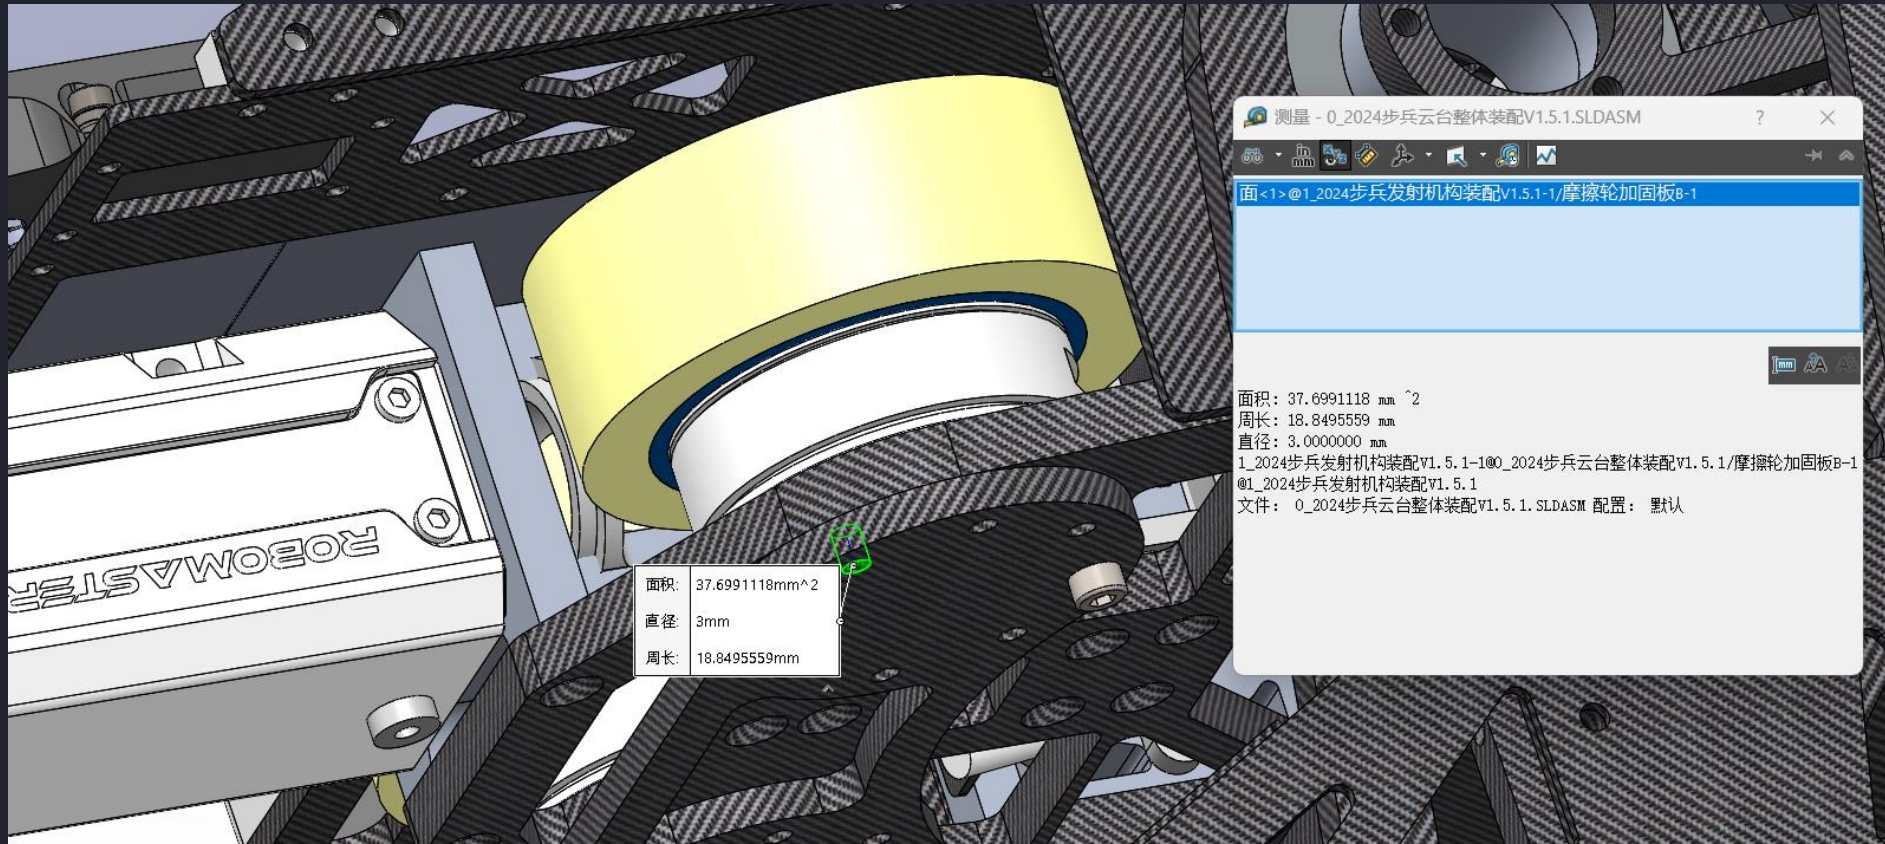 测量 - 0_2024步兵云台整体装配V1.5.1.SLDASM
?
in
mm
面<1>@1_2024步兵发射机构装配V1.5.1-1/摩擦轮加固板B-1
mm
面积: 37.6991118 mm ^2
周长: 18.8495559 mm
直径: 3.0000000 mm
1_2024步兵发射机构装配V1.5.1-1@0_2024步兵云台整体装配V1.5.1/摩擦轮加固板B-1
@1_2024步兵发射机构装配V1.5.1
文件: 0_2024步兵云台整体装配V1.5.1.SLDASM 配置: 默认
ROBOMASTER
面积: 37.6991118mm^2
直径: 3mm
周长: 18.8495559mm